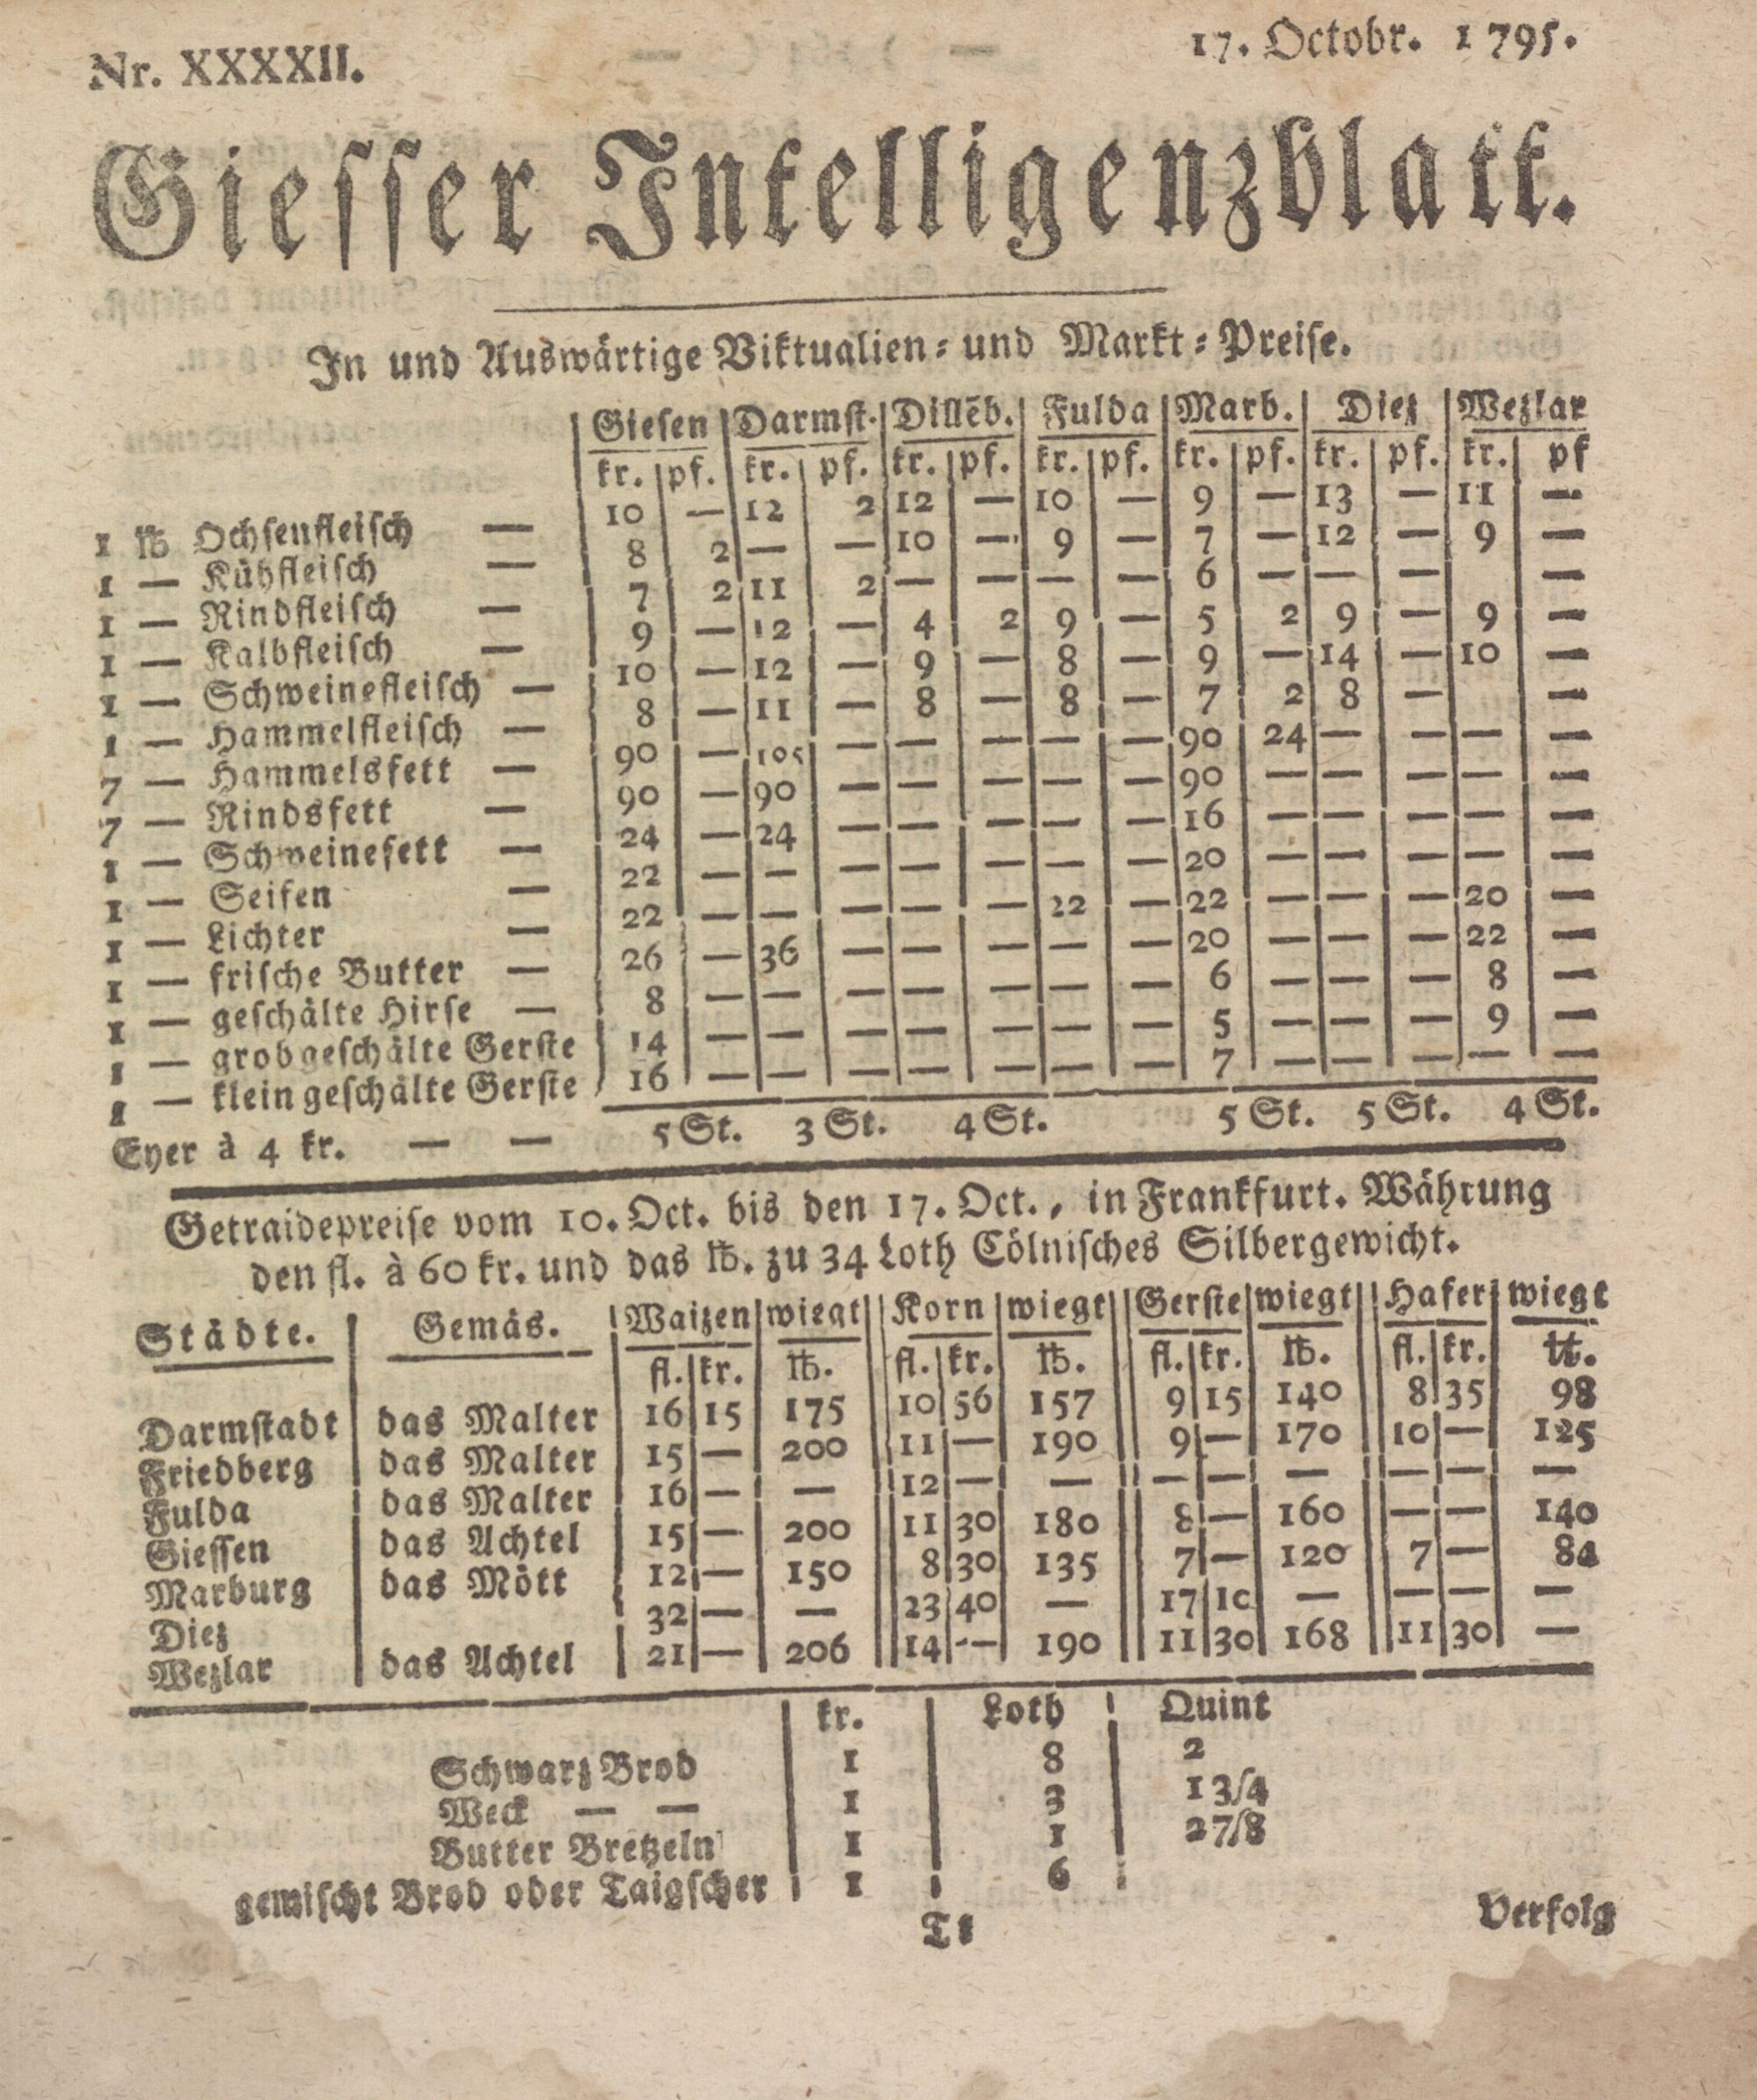 Nr. XXXXII. 17. Octobr. 1795.
Giesser Intelligenzblatt.
In und Auswärtige Viktualien- und Markt-Preise.
Giesen Darmst. Dillēb. Fulda Marb. Diez Wezlar
kr. pf. kr. pf. kr. pf. kr. pf. kr. pf. kr. pf. kr. pf
1 ℔ Ochsenfleisch — 10 — 12 2 12 — 10 — 9 — 13 — 11 —
1 — Kühfleisch — 8 2 — — 10 — 9 — 7 — 12 — 9 —
1 — Rindfleisch — 7 2 11 2 — — — — 6 — — — —
1 — Kalbfleisch — 9 — 12 — 4 2 9 — 5 2 9 — 9 —
1 — Schweinefleisch — 10 — 12 — 9 — 8 — 9 — 14 — 10 —
1 — Hammelfleisch — 8 — 11 — 8 — 8 — 7 2 8 — —
7 — Hammelsfett — 90 — 105 — — — — — 90 24 — — — —
7 — Rindsfett — 90 — 90 — — — — — 90 — — — — —
1 — Schweinefett — 24 — 24 — — — — — 16 — — — — —
1 — Seifen — 22 — — — — — — — 20 — — — — —
1 — Lichter — 22 — — — — — 22 — 22 — — — 20 —
1 — frische Butter — 26 — 36 — — — — — 20 — — — 22 —
1 — geschälte Hirse — 8 — — — — — — — 6 — — — 8 —
1 — grob geschälte Gerste 14 — — — — — — — 5 — — — 9 —
1 — klein geschälte Gerste 16 — — — — — — — 7 — — — — —
Eyer à 4 kr. — — 5 St. 3 St. 4 St. 5 St. 5 St. 4 St.
Getraidepreise vom 10. Oct. bis den 17. Oct., in Frankfurt. Währung
den fl. à 60 kr. und das ℔. zu 34 Loth Cölnisches Silbergewicht.
Städte. Gemäs. Waizen wiegt Korn wiegt Gerste wiegt Hafer wiegt
fl. kr. ℔. fl. kr. ℔. fl. kr. ℔. fl. kr. tt.
Darmstadt das Malter 16 15 175 10 56 157 9 15 140 8 35 98
Friedberg das Malter 15 — 200 11 — 190 9 — 170 10 — 125
Fulda das Malter 16 — — 12 — — — — — — — —
Giessen das Achtel 15 — 200 11 30 180 8 — 160 — — 140
Marburg das Mött 12 — 150 8 30 135 7 — 120 7 — 84
Diez 32 — — 23 40 — 17 10 — — — —
Wezlar das Achtel 21 — 206 14 — 190 11 30 168 11 30 —
kr. Loth Quint
Schwarz Brod 1 8 2
Weck — — 1 3 1 3/4
Butter Bretzeln 1 1 2 7/8
gemischt Brod oder Taigscher 1 6
Tt Verfolg